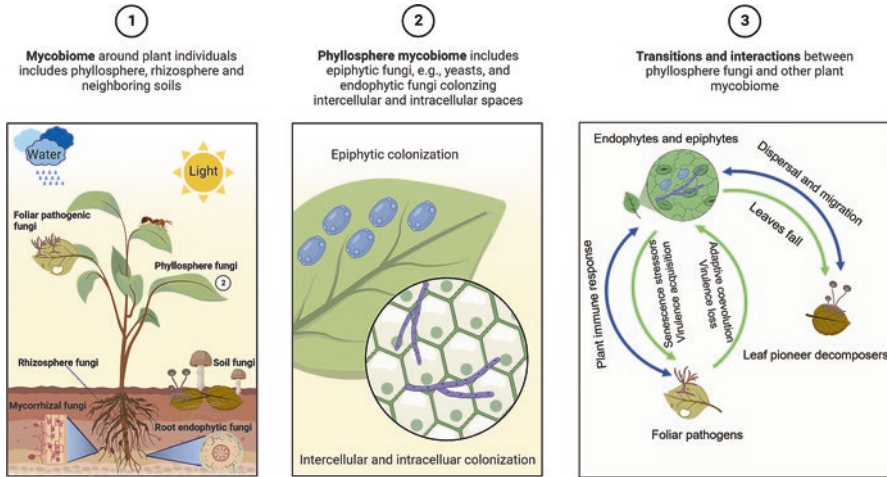 1
Mycobiome around plant individuals
includes phyllosphere, rhizosphere and
neighboring soils
Water
Light
Foliar pathogenic
fungi
Phyllosphere fungi
2
Rhizosphere fungi
Soil fungi
Mycorrhizal fungi
Root endophytic fungi
2
Phyllosphere mycobiome includes
epiphytic fungi, e.g., yeasts, and
endophytic fungi colonzing
intercellular and intracellular spaces
Epiphytic colonization
Intercellular and intracelluar colonization
3
Transitions and interactions between
phyllosphere fungi and other plant
mycobiome
Endophytes and epiphytes
Dispersal and migration
Leaves fall
Plant immune response
Senescence stressors
Virulence acquisition
Adaptive coevolution
Virulence loss
Leaf pioneer decomposers
Foliar pathogens